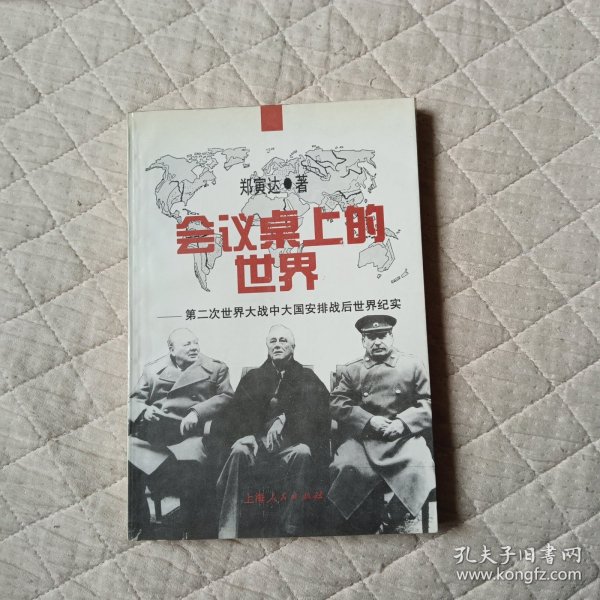 郑寅达●著
会议桌上的
世界
——第二次世界大战中大国安排战后世界纪实
上海人民出版社
孔夫子旧书网
www.kongfz.com